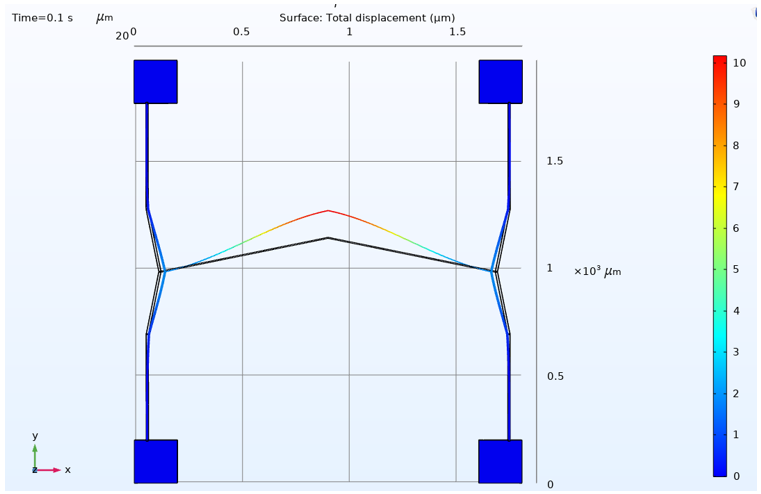 Time=0.1 s
μm
Surface: Total displacement (μm)
20
0
0.5
1
1.5
1.5
1
×10³ μm
0.5
0
10
9
8
7
6
5
4
3
2
1
0
y
z
x